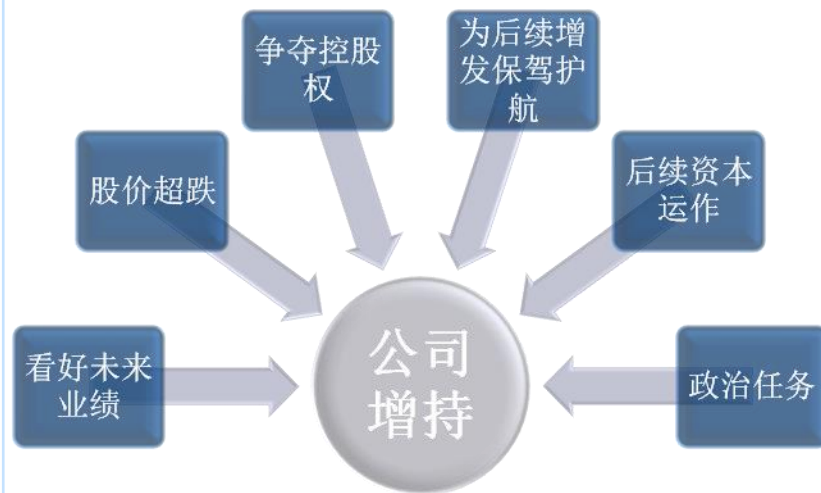 争夺控股
权
为后续增
发保驾护
航
股价超跌
后续资本
运作
看好未来
业绩
公司
增持
政治任务